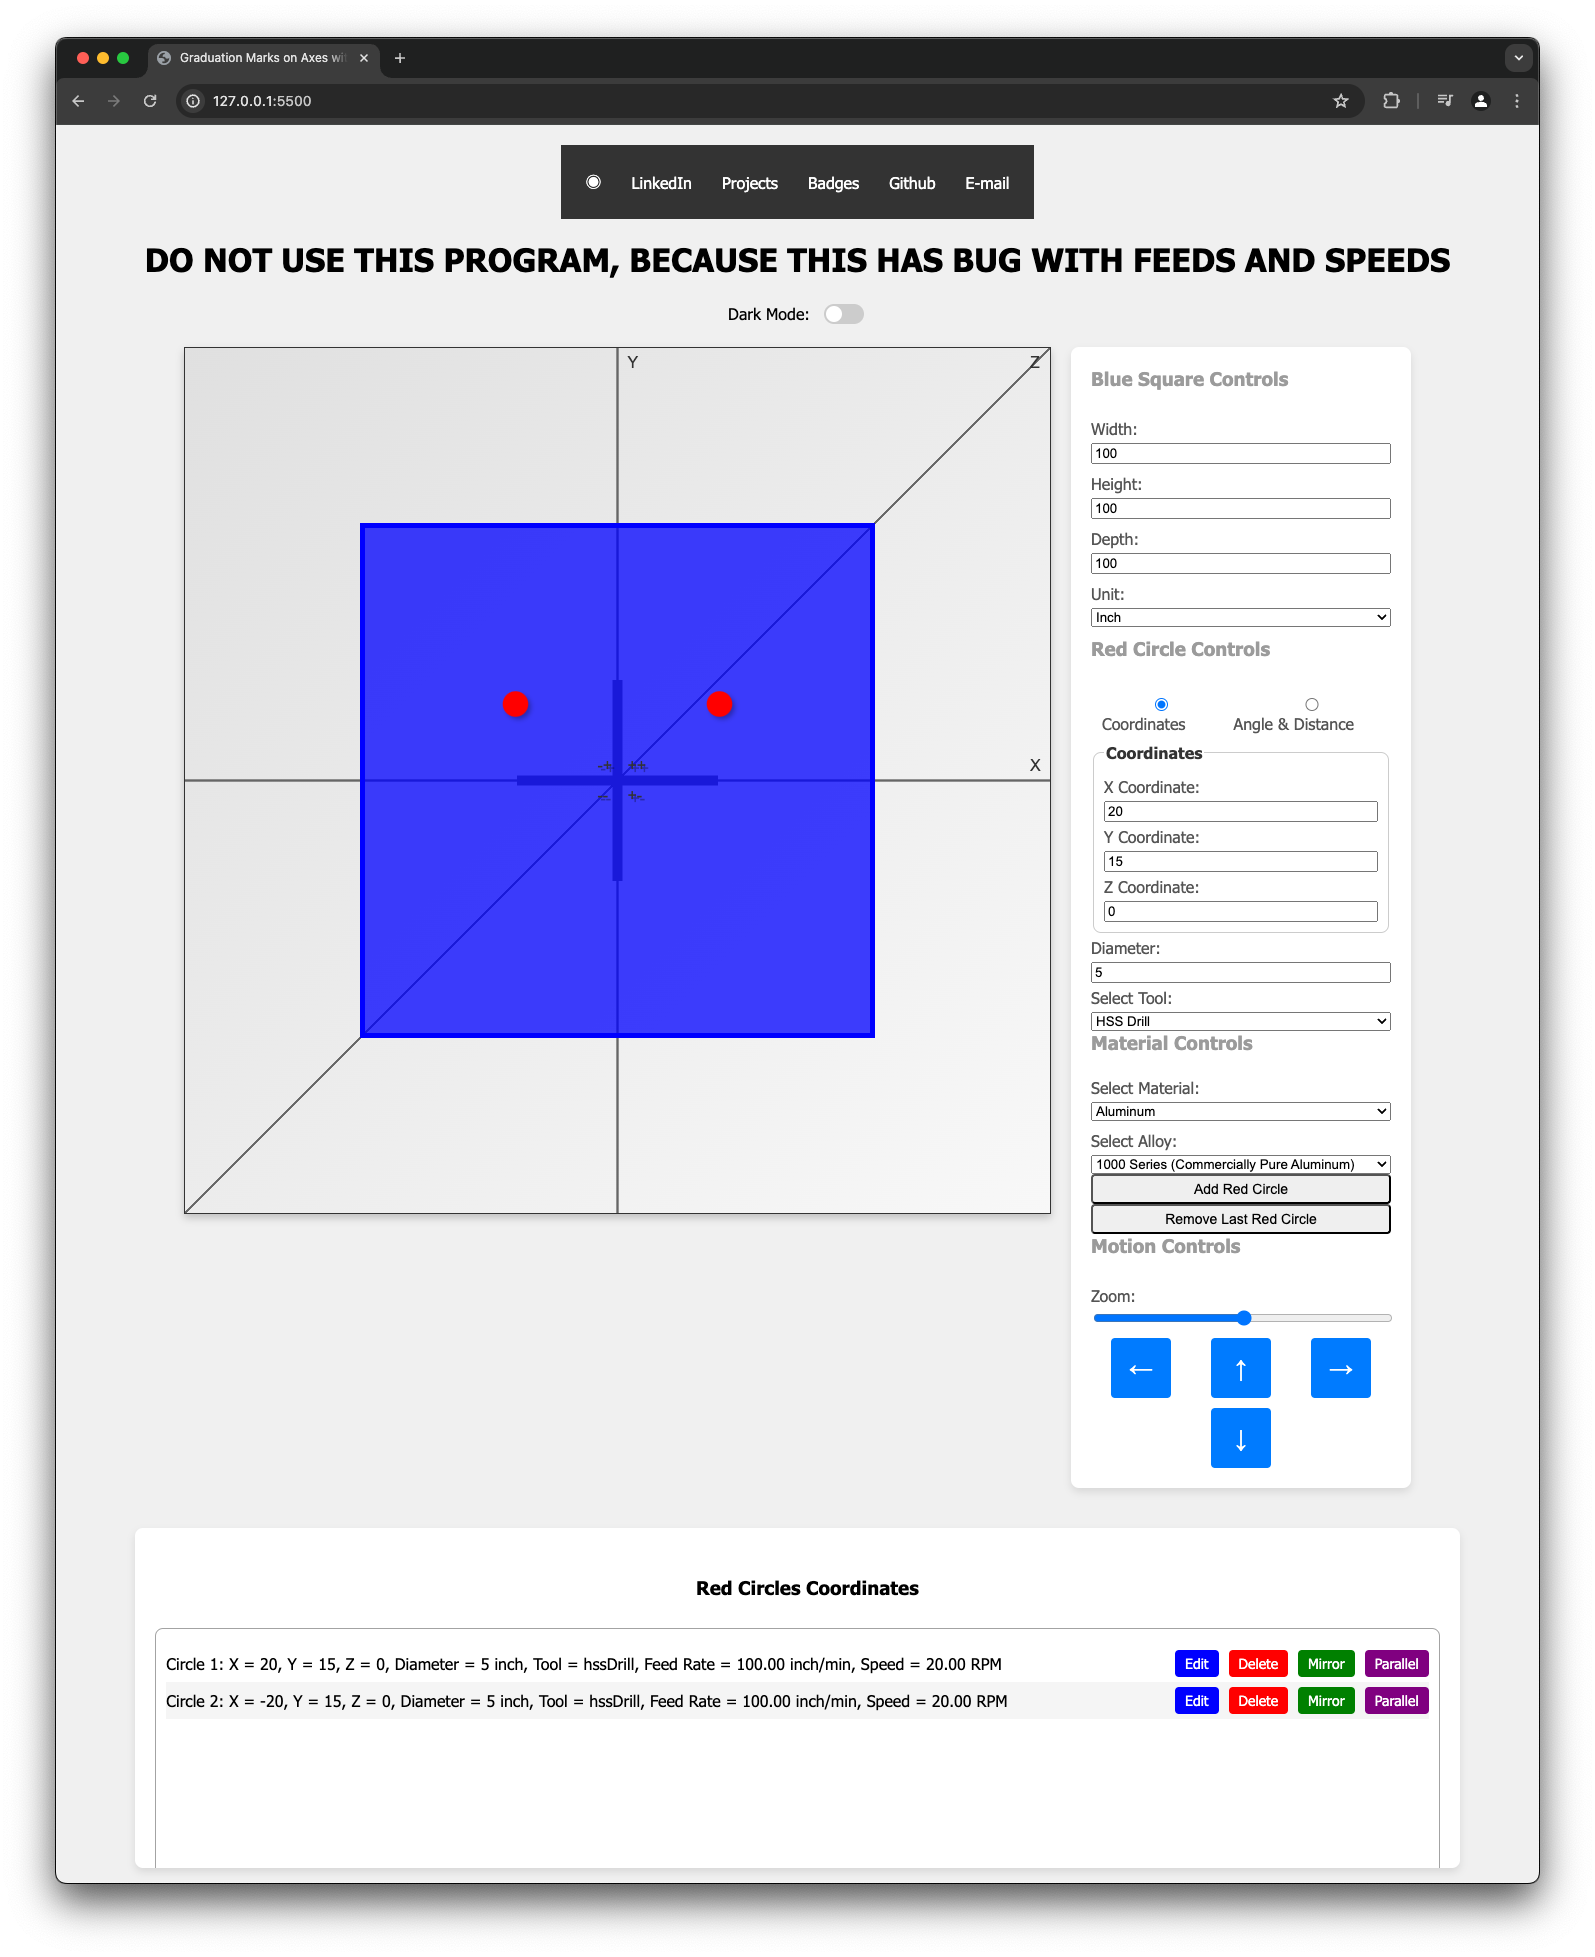 Graduation Marks on Axes wit
127.0.0.1:5500
LinkedIn Projects Badges Github E-mail
DO NOT USE THIS PROGRAM, BECAUSE THIS HAS BUG WITH FEEDS AND SPEEDS
Dark Mode:
Y
Z
X
Blue Square Controls
Width:
100
Height:
100
Depth:
100
Unit:
Inch
Red Circle Controls
Coordinates
Angle & Distance
Coordinates
X Coordinate:
20
Y Coordinate:
15
Z Coordinate:
0
Diameter:
5
Select Tool:
HSS Drill
Material Controls
Select Material:
Aluminum
Select Alloy:
1000 Series (Commercially Pure Aluminum)
Add Red Circle
Remove Last Red Circle
Motion Controls
Zoom:
←
↑
→
↓
Red Circles Coordinates
Circle 1: X = 20, Y = 15, Z = 0, Diameter = 5 inch, Tool = hssDrill, Feed Rate = 100.00 inch/min, Speed = 20.00 RPM Edit Delete Mirror Parallel
Circle 2: X = -20, Y = 15, Z = 0, Diameter = 5 inch, Tool = hssDrill, Feed Rate = 100.00 inch/min, Speed = 20.00 RPM Edit Delete Mirror Parallel